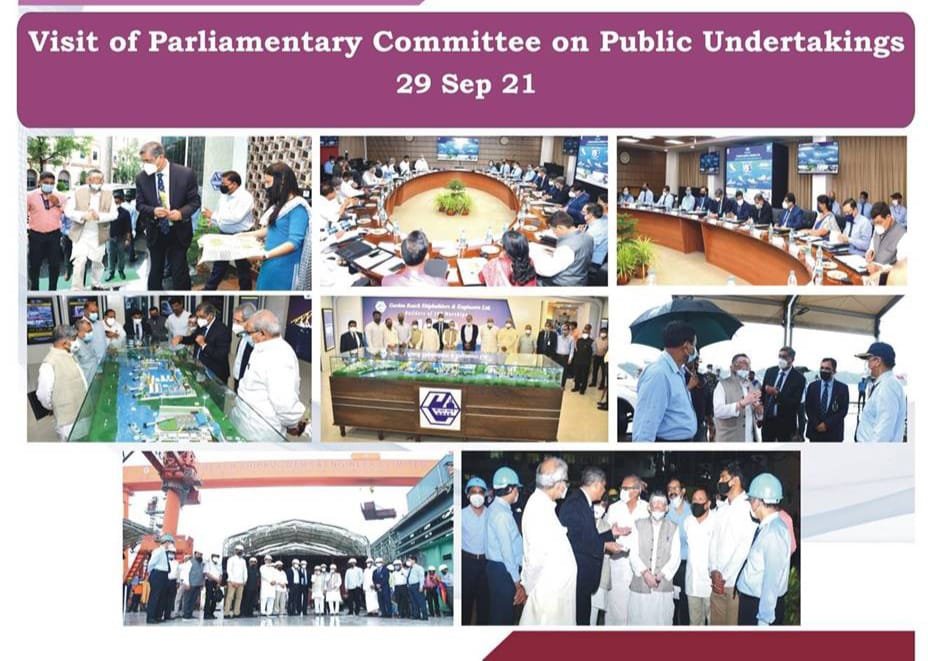 Visit of Parliamentary Committee on Public Undertakings
29 Sep 21
Garden Reach Shipbuilders & Engineers Ltd.